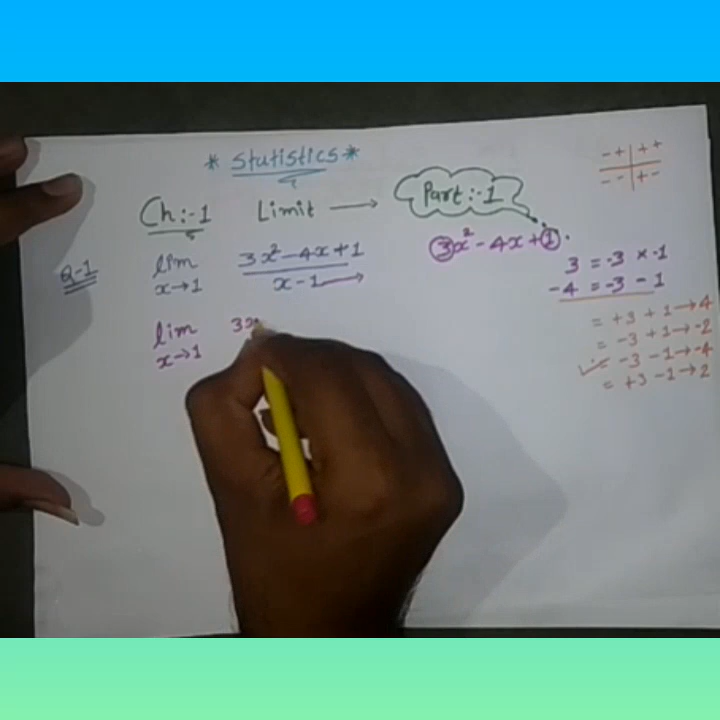 * Statistics *
Ch:-1 Limit → Part:-1
- + + +
- - + -
Q-1 lim x→1 3x²-4x+1 / x-1
3x²-4x+1.
3 = -3 × -1
-4 = -3 - 1
= +3 + 1 → 4
= -3 + 1 → -2
✓= -3 - 1 → -4
= +3 - 1 → 2
lim x→1 3x